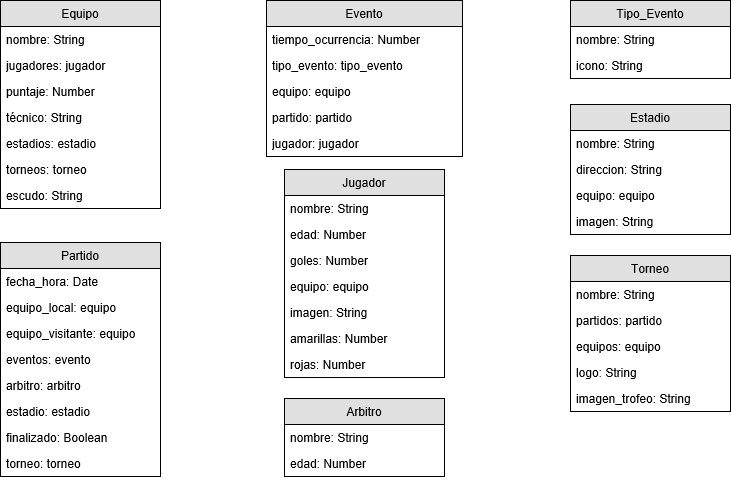 Equipo
nombre: String
jugadores: jugador
puntaje: Number
técnico: String
estadios: estadio
torneos: torneo
escudo: String
Partido
fecha_hora: Date
equipo_local: equipo
equipo_visitante: equipo
eventos: evento
arbitro: arbitro
estadio: estadio
finalizado: Boolean
torneo: torneo
Evento
tiempo_ocurrencia: Number
tipo_evento: tipo_evento
equipo: equipo
partido: partido
jugador: jugador
Jugador
nombre: String
edad: Number
goles: Number
equipo: equipo
imagen: String
amarillas: Number
rojas: Number
Arbitro
nombre: String
edad: Number
Tipo_Evento
nombre: String
icono: String
Estadio
nombre: String
direccion: String
equipo: equipo
imagen: String
Torneo
nombre: String
partidos: partido
equipos: equipo
logo: String
imagen_trofeo: String